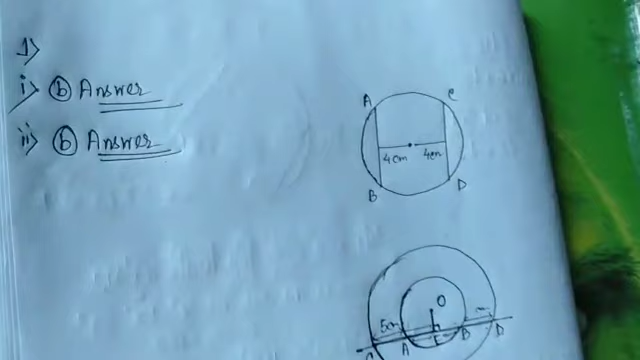 1)
i) ⓑ Answer
ii) ⓑ Answer
A C
4cm 4cm
B D
O
5cm
A B D